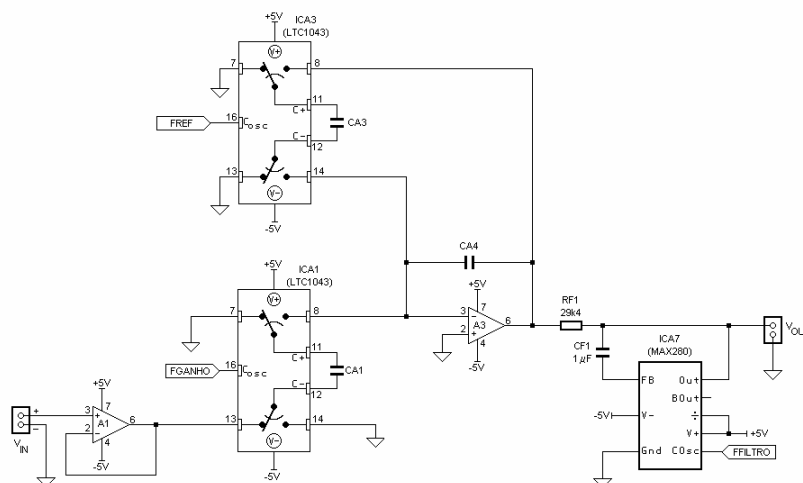 +5V
ICA3
(LTC1043)
V+
7
8
11
C+
FREF
16
Cosc
CA3
C-
12
13
14
V-
-5V
+5V
ICA1
(LTC1043)
V+
7
8
11
C+
FGANHO
16
Cosc
CA1
C-
12
13
14
V-
-5V
CA4
+5V
7
3
-
A3
6
2
+
4
-5V
RF1
29k4
CF1
1µF
ICA7
(MAX280)
FB
Out
BOut
-5V
V-
÷
V+
+5V
Gnd
COsc
FFILTRO
VOU
+5V
7
+
3
+
A1
6
2
-
4
-
VIN
-5V